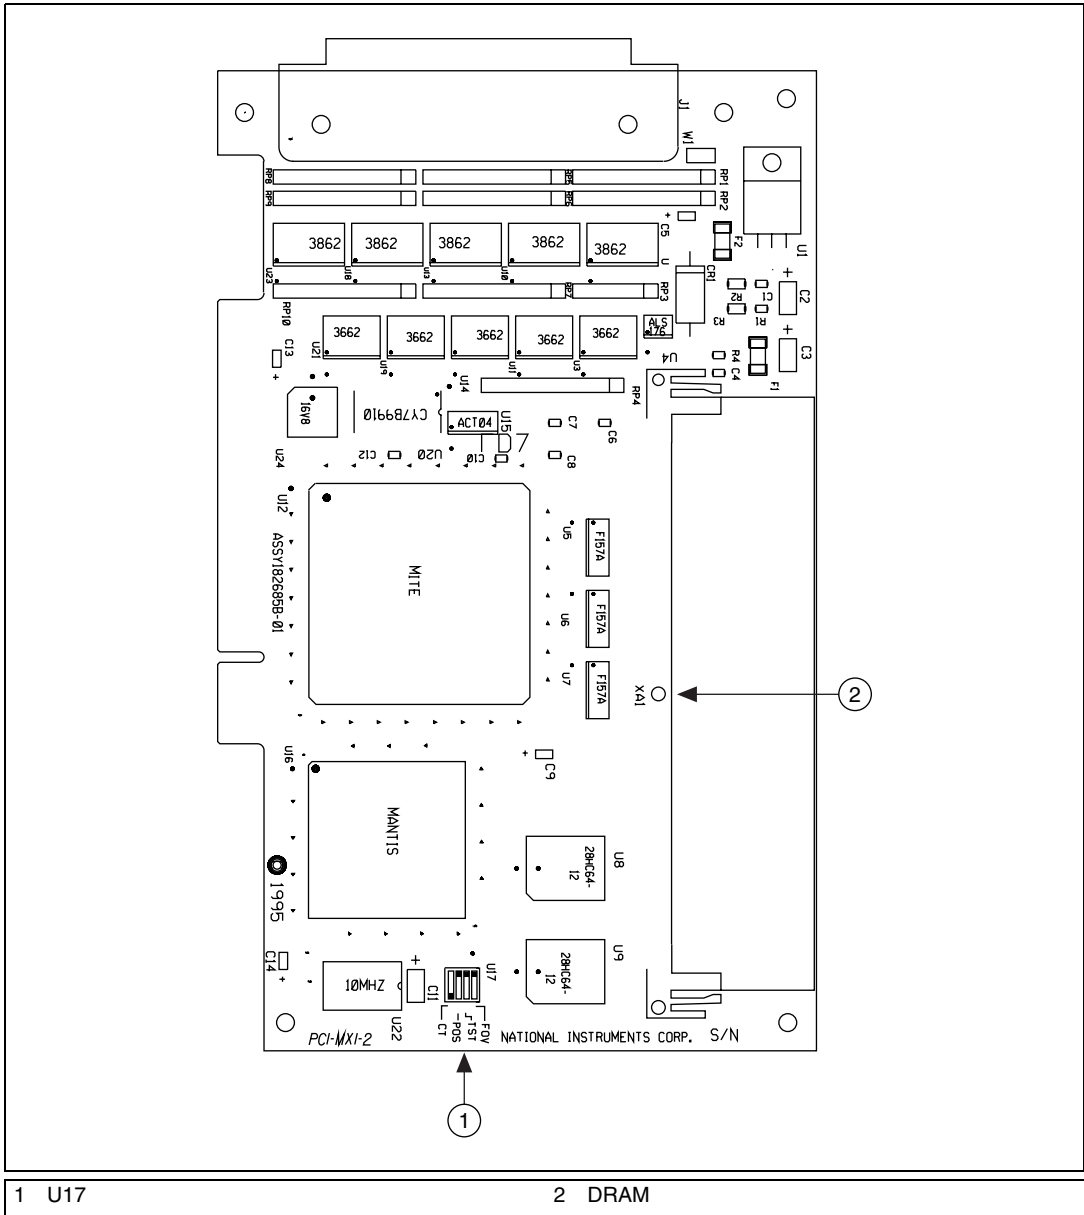 J1
W1
RP8
RP5
RP1
RP9
RP6
RP2
C5
F2
U1
3862
3862
3862
3862
3862
U
U23
U18
U13
U10
CR1
R2
C1
C2
RP7
RP3
RP10
R3
R1
3662
3662
3662
3662
3662
ALS
176
C13
U21
U19
U11
U3
U4
R4
C3
C4
F1
U14
RP4
16V8
CY7B9910
ACT04
U15
C7
C6
U24
C12
U20
C10
C8
U12
U5
F157A
ASSY182685B-01
MITE
U6
F157A
U7
F157A
XA1
2
U16
C9
MANTIS
28HC64-
12
U8
1995
C14
10MHZ
C11
U17
28HC64-
12
U9
U22
CT
POS
TST
FOV
PCI-MXI-2
NATIONAL INSTRUMENTS CORP.
S/N
1
1 U17
2 DRAM